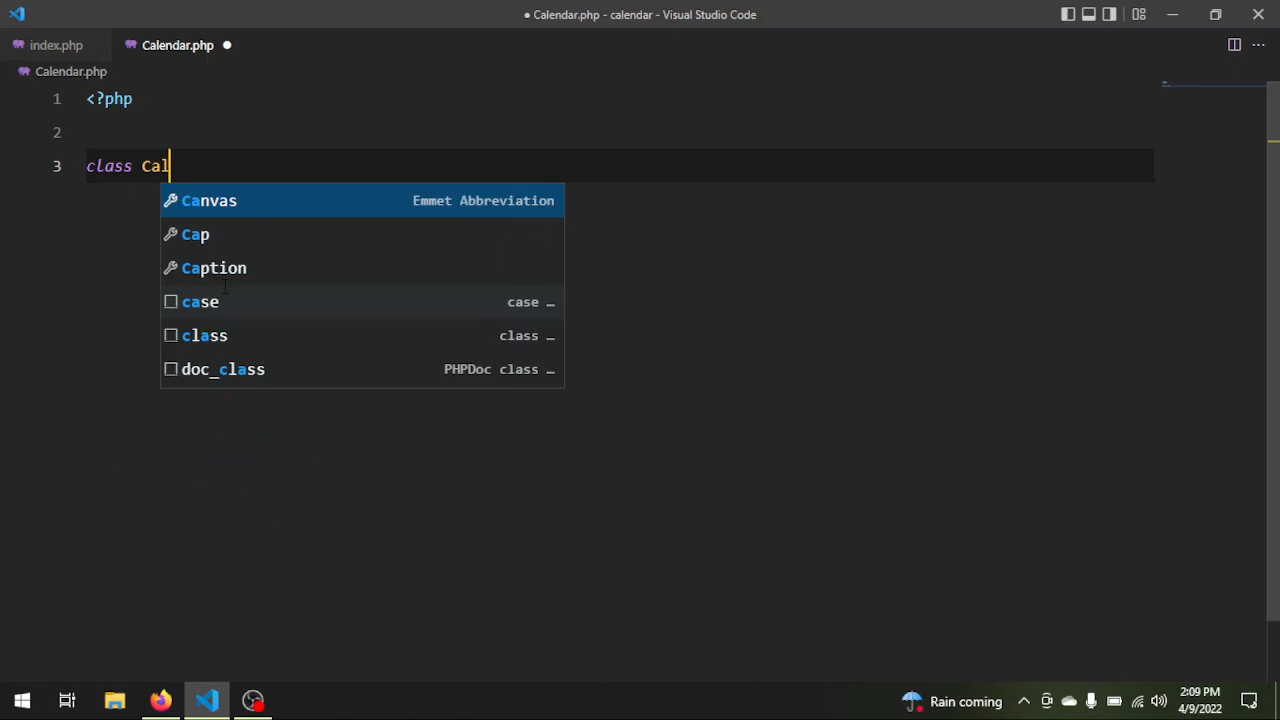 ● Calendar.php - calendar - Visual Studio Code
index.php
Calendar.php ●
Calendar.php
1 <?php
2
3 class Cal
Canvas Emmet Abbreviation
Cap
Caption
case case …
class class …
doc_class PHPDoc class …
Rain coming
2:09 PM
4/9/2022